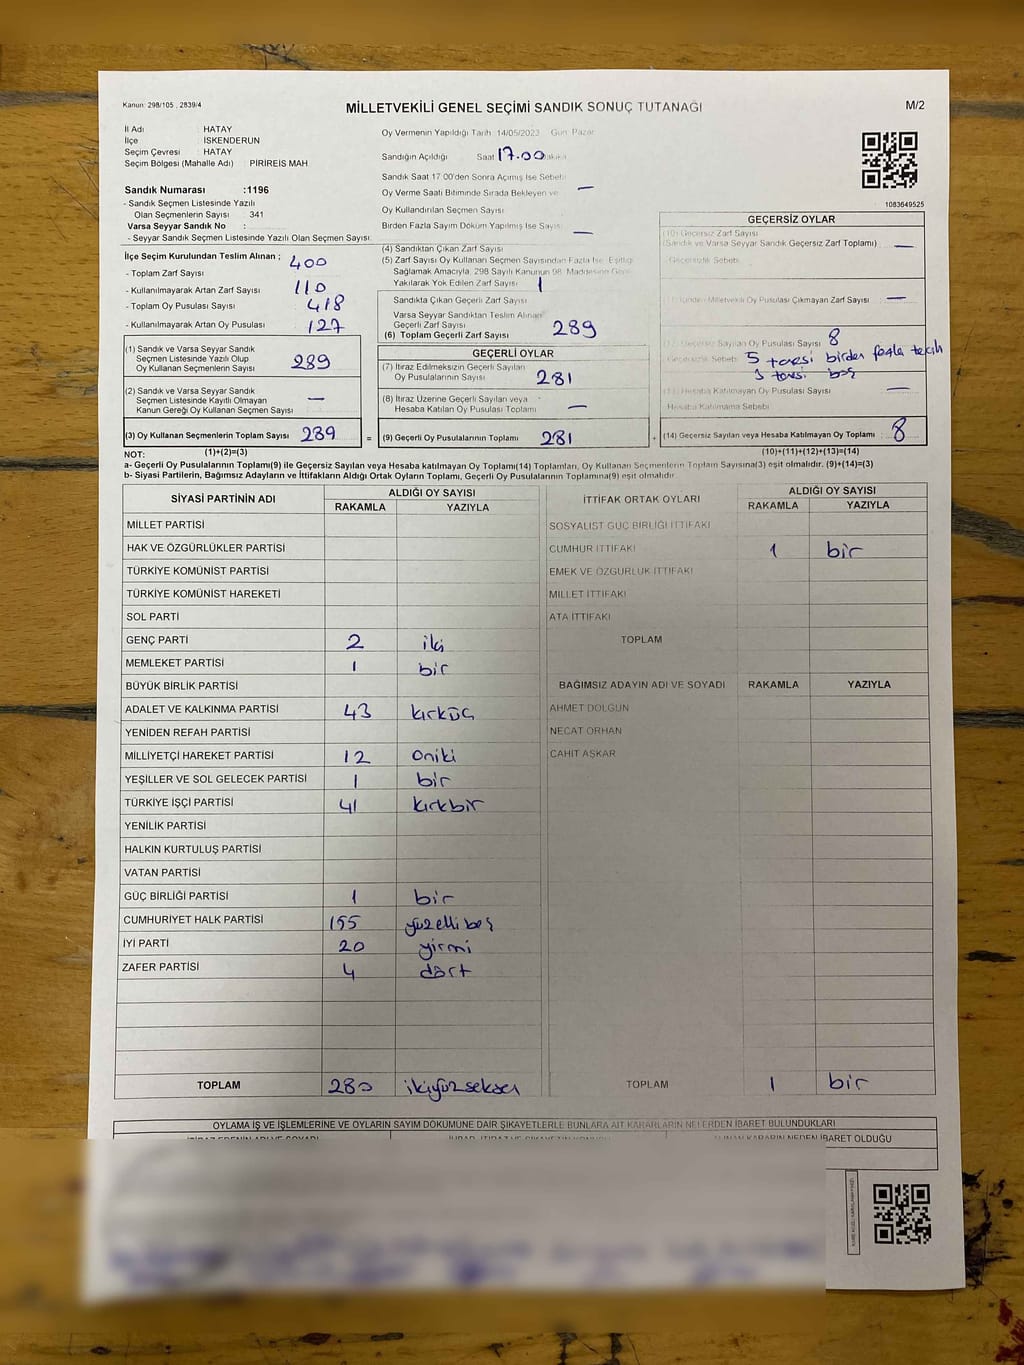 Kanun: 298/105 , 2839/4
MİLLETVEKİLİ GENEL SEÇİMİ SANDIK SONUÇ TUTANAĞI
M/2
İl Adı : HATAY
İlçe : İSKENDERUN
Seçim Çevresi : HATAY
Seçim Bölgesi (Mahalle Adı) : PİRİREİS MAH
Sandık Numarası :1196
- Sandık Seçmen Listesinde Yazılı
Olan Seçmenlerin Sayısı : 341
Varsa Seyyar Sandık No :
- Seyyar Sandık Seçmen Listesinde Yazılı Olan Seçmen Sayısı:
İlçe Seçim Kurulundan Teslim Alınan ;
- Toplam Zarf Sayısı : 400
- Kullanılmayarak Artan Zarf Sayısı : 110
- Toplam Oy Pusulası Sayısı : 418
- Kullanılmayarak Artan Oy Pusulası : 127
(1) Sandık ve Varsa Seyyar Sandık
Seçmen Listesinde Yazılı Olup
Oy Kullanan Seçmenlerin Sayısı : 289
(2) Sandık ve Varsa Seyyar Sandık
Seçmen Listesinde Kayıtlı Olmayan
Kanun Gereği Oy Kullanan Seçmen Sayısı : —
(3) Oy Kullanan Seçmenlerin Toplam Sayısı : 289
(1)+(2)=(3)
Oy Vermenin Yapıldığı Tarih 14/05/2023 Gün Pazar
Sandığın Açıldığı Saat 17.00
Sandık Saat 17.00'den Sonra Açılmış İse Sebebi
Oy Verme Saati Bitiminde Sırada Bekleyen ve —
Oy Kullandırılan Seçmen Sayısı
Birden Fazla Sayım Döküm Yapılmış İse Sayısı —
(4) Sandıktan Çıkan Zarf Sayısı
(5) Zarf Sayısı Oy Kullanan Seçmen Sayısından Fazla İse Eşitliği
Sağlamak Amacıyla, 298 Sayılı Kanunun 98. Maddesine Göre
Yakılarak Yok Edilen Zarf Sayısı 1
Sandıkta Çıkan Geçerli Zarf Sayısı
Varsa Seyyar Sandıktan Teslim Alınan
Geçerli Zarf Sayısı
(6) Toplam Geçerli Zarf Sayısı 289
GEÇERLİ OYLAR
(7) İtiraz Edilmeksizin Geçerli Sayılan
Oy Pusulalarının Sayısı 281
(8) İtiraz Üzerine Geçerli Sayılan veya
Hesaba Katılan Oy Pusulası Toplamı —
= (9) Geçerli Oy Pusulalarının Toplamı 281
1083649525
GEÇERSİZ OYLAR
(10) Geçersiz Zarf Sayısı
(Sandık ve Varsa Seyyar Sandık Geçersiz Zarf Toplamı) —
Geçersizlik Sebebi
İçinden Milletvekili Oy Pusulası Çıkmayan Zarf Sayısı —
Geçersiz Sayılan Oy Pusulası Sayısı 8
Geçersizlik Sebebi 5 tanesi birden fazla tercih
3 tanesi boş
Hesaba Katılmayan Oy Pusulası Sayısı —
Hesaba Katılmama Sebebi
+ (14) Geçersiz Sayılan veya Hesaba Katılmayan Oy Toplamı : 8
(10)+(11)+(12)+(13)=(14)
NOT:
a- Geçerli Oy Pusulalarının Toplamı(9) ile Geçersiz Sayılan veya Hesaba katılmayan Oy Toplamı(14) Toplamları, Oy Kullanan Seçmenlerin Toplam Sayısına(3) eşit olmalıdır. (9)+(14)=(3)
b- Siyasi Partilerin, Bağımsız Adayların ve İttifakların Aldığı Ortak Oyların Toplamı, Geçerli Oy Pusulalarının Toplamına(9) eşit olmalıdır
SİYASİ PARTİNİN ADI ALDIĞI OY SAYISI
RAKAMLA YAZIYLA
MİLLET PARTİSİ
HAK VE ÖZGÜRLÜKLER PARTİSİ
TÜRKİYE KOMÜNİST PARTİSİ
TÜRKİYE KOMÜNİST HAREKETİ
SOL PARTİ
GENÇ PARTİ 2 iki
MEMLEKET PARTİSİ 1 bir
BÜYÜK BİRLİK PARTİSİ
ADALET VE KALKINMA PARTİSİ 43 kırküç
YENİDEN REFAH PARTİSİ
MİLLİYETÇİ HAREKET PARTİSİ 12 oniki
YEŞİLLER VE SOL GELECEK PARTİSİ 1 bir
TÜRKİYE İŞÇİ PARTİSİ 41 kırkbir
YENİLİK PARTİSİ
HALKIN KURTULUŞ PARTİSİ
VATAN PARTİSİ
GÜÇ BİRLİĞİ PARTİSİ 1 bir
CUMHURİYET HALK PARTİSİ 155 yüzellibeş
İYİ PARTİ 20 yirmi
ZAFER PARTİSİ 4 dört
TOPLAM 280 ikiyüzseksen
İTTİFAK ORTAK OYLARI ALDIĞI OY SAYISI
RAKAMLA YAZIYLA
SOSYALİST GÜÇ BİRLİĞİ İTTİFAKI
CUMHUR İTTİFAKI 1 bir
EMEK VE ÖZGÜRLÜK İTTİFAKI
MİLLET İTTİFAKI
ATA İTTİFAKI
TOPLAM
BAĞIMSIZ ADAYIN ADI VE SOYADI RAKAMLA YAZIYLA
AHMET DOLGUN
NECAT ORHAN
CAHİT AŞKAR
TOPLAM 1 bir
OYLAMA İŞ VE İŞLEMLERİNE VE OYLARIN SAYIM DÖKÜMÜNE DAİR ŞİKAYETLERLE BUNLARA AİT KARARLARIN NELERDEN İBARET BULUNDUKLARI